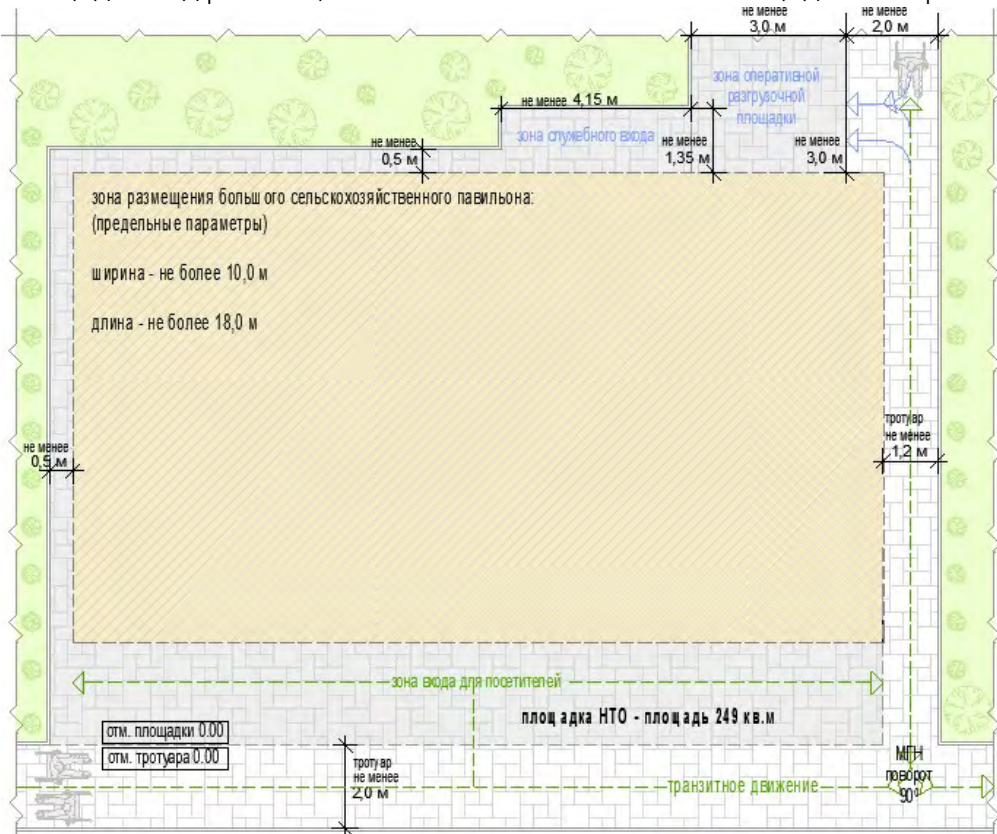 не менее
3,0 м
не менее
2,0 м
зона оперативной
разгрузочной
площадки
не менее 4,15 м
зона служебного входа
не менее
0,5 м
не менее
1,35 м
не менее
3,0 м
зона размещения большого сельскохозяйственного павильона:
(предельные параметры)
ширина - не более 10,0 м
длина - не более 18,0 м
не менее
0,5 м
тротуар
не менее
1,2 м
зона входа для посетителей
площадка НТО - площадь 249 кв.м
отм. площадки 0.00
отм. тротуара 0.00
тротуар
не менее
2,0 м
транзитное движение
МГН
поворот
90°